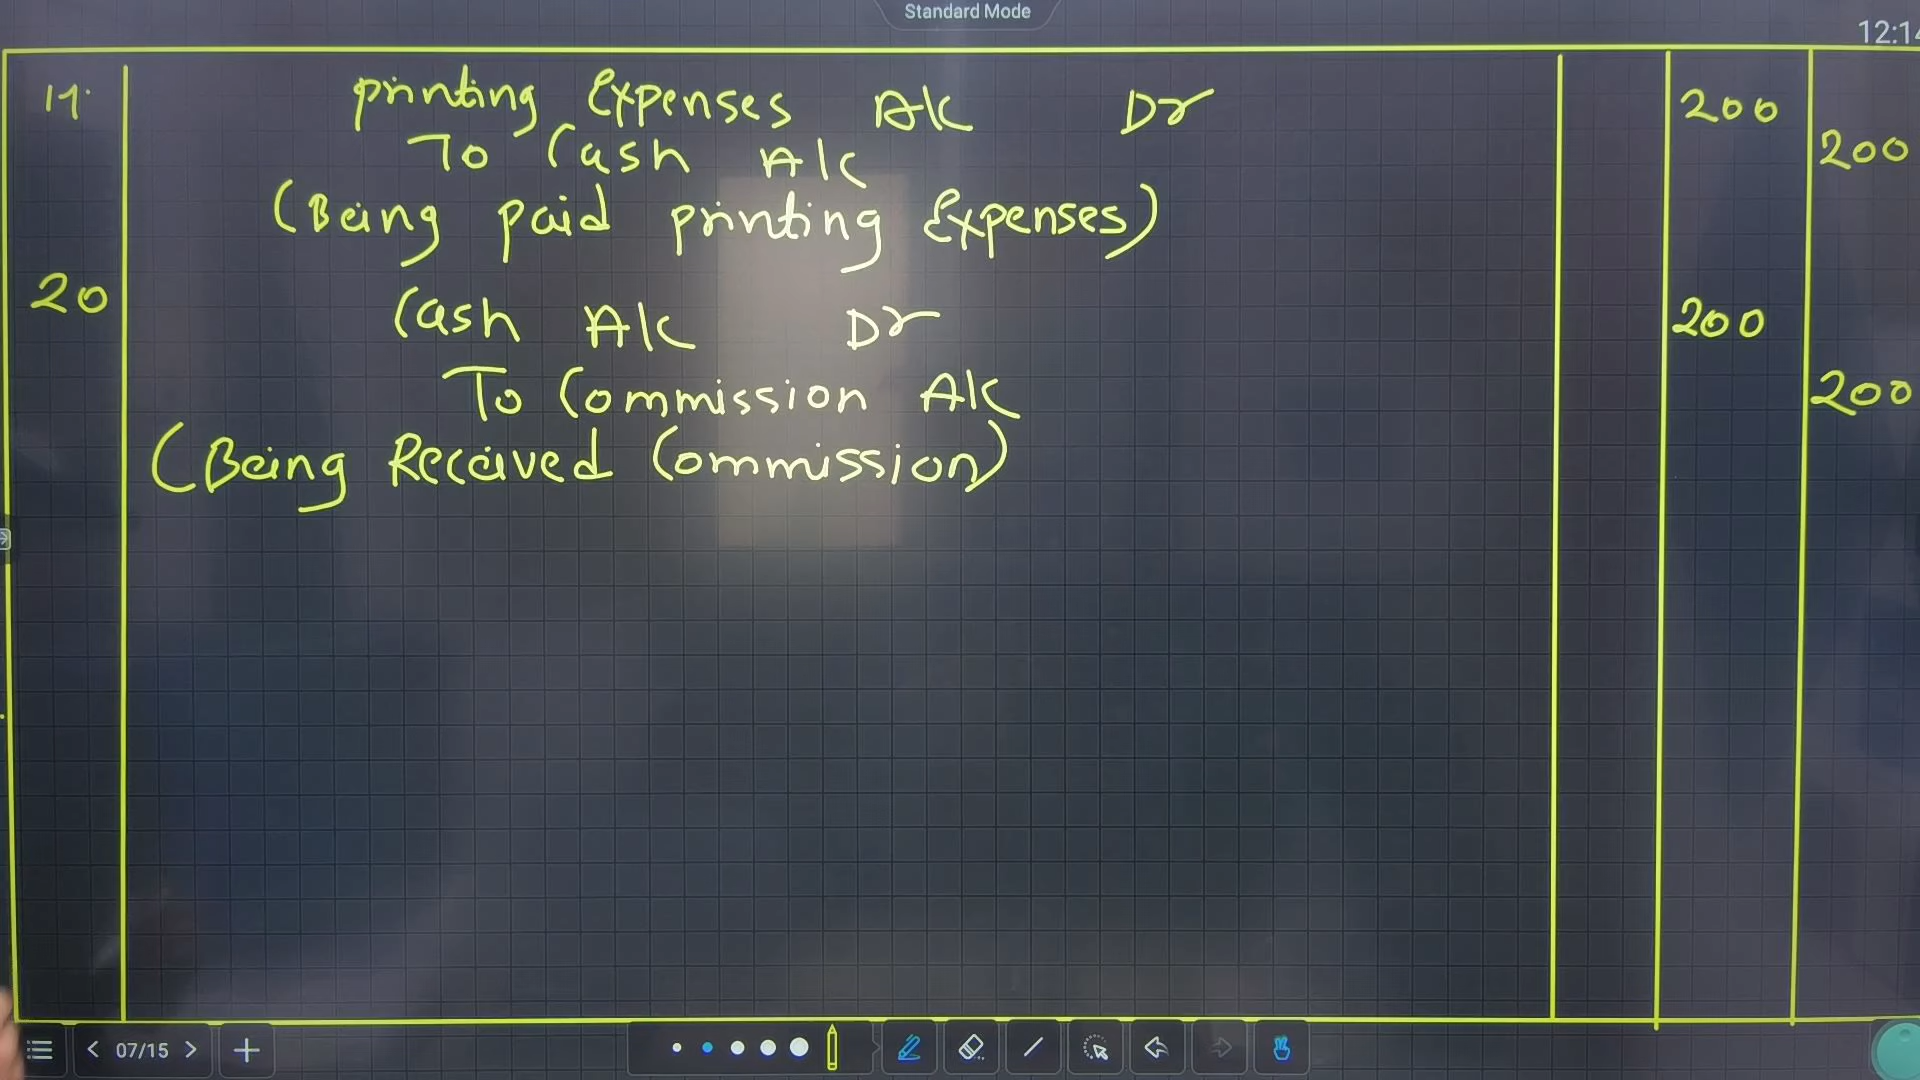 Standard Mode
12:14
17. Printing Expenses A/c Dr 200
To Cash A/c 200
(Being paid printing Expenses)
20 Cash A/c Dr 200
To Commission A/c 200
(Being Received Commission)
07/15